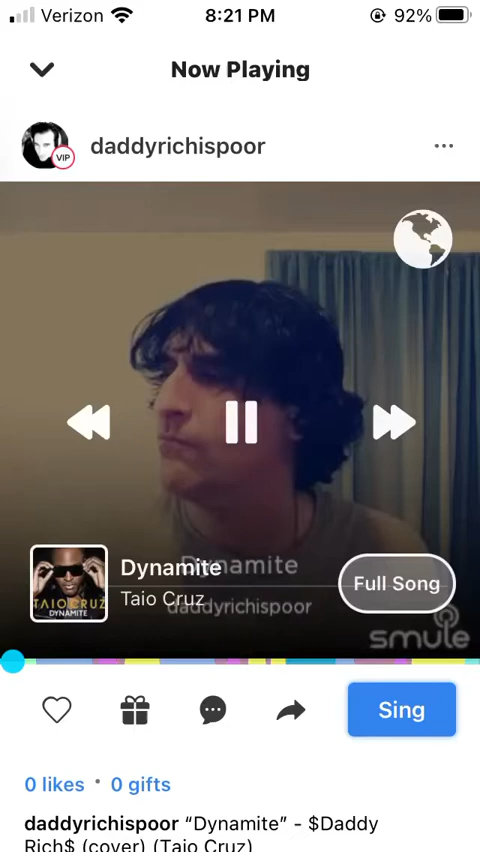 Verizon 8:21 PM 92%
Now Playing
VIP
daddyrichispoor
Dynamite
daddyrichispoor
Dynamite
Taio Cruz
TAIO CRUZ
DYNAMITE
Full Song
smule
Sing
0 likes • 0 gifts
daddyrichispoor “Dynamite” - $Daddy
Rich$ (cover) (Taio Cruz)